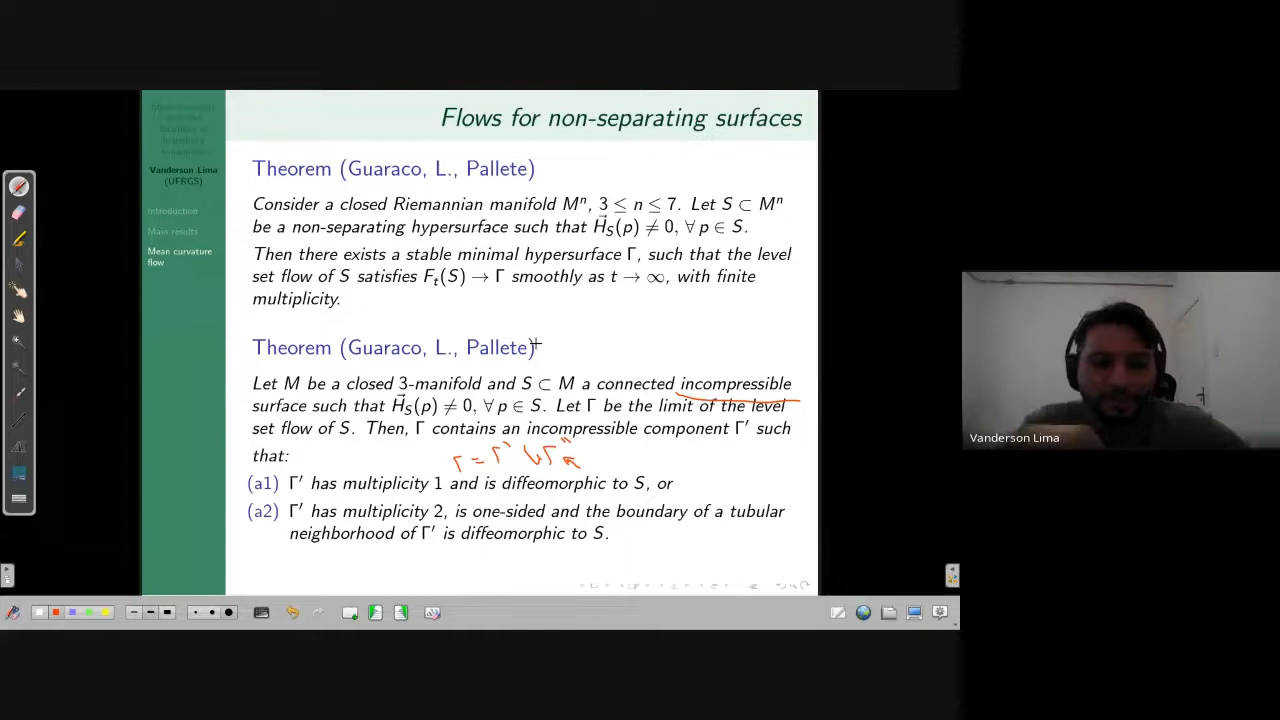 Flows for non-separating surfaces
Theorem (Guaraco, L., Pallete)
Consider a closed Riemannian manifold Mⁿ, 3 ≤ n ≤ 7. Let S ⊂ Mⁿ
be a non-separating hypersurface such that H⃗_S(p) ≠ 0, ∀ p ∈ S.
Then there exists a stable minimal hypersurface Γ, such that the level
set flow of S satisfies F_t(S) → Γ smoothly as t → ∞, with finite
multiplicity.
Theorem (Guaraco, L., Pallete)
Let M be a closed 3-manifold and S ⊂ M a connected incompressible
surface such that H⃗_S(p) ≠ 0, ∀ p ∈ S. Let Γ be the limit of the level
set flow of S. Then, Γ contains an incompressible component Γ′ such
that:
Γ = Γ′ ∪ Γ″
(a1) Γ′ has multiplicity 1 and is diffeomorphic to S, or
(a2) Γ′ has multiplicity 2, is one-sided and the boundary of a tubular
neighborhood of Γ′ is diffeomorphic to S.
Vanderson Lima
(UFRGS)
Introduction
Main results
Mean curvature
flow
Vanderson Lima